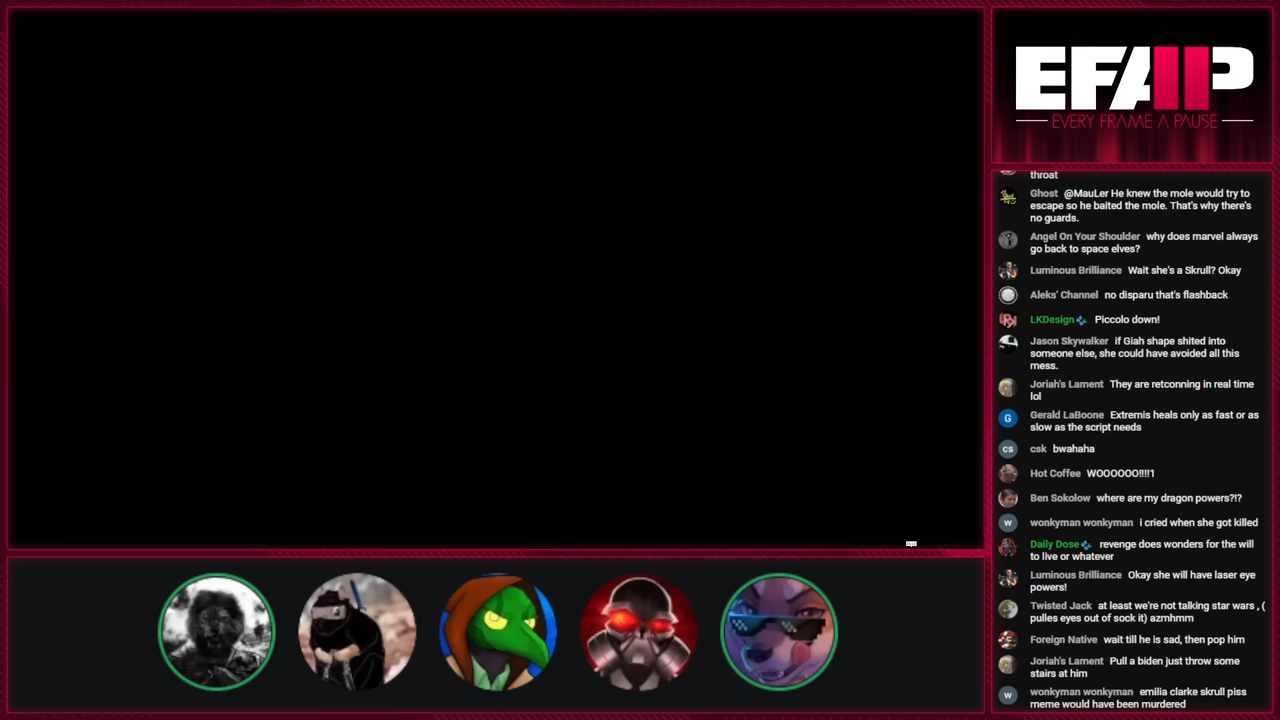 EFAP
EVERY FRAME A PAUSE
throat
Ghost @MauLer He knew the mole would try to
escape so he baited the mole. That's why there's
no guards.
Angel On Your Shoulder why does marvel always
go back to space elves?
Luminous Brilliance Wait she's a Skrull? Okay
Aleks' Channel no disparu that's flashback
LKDesign Piccolo down!
Jason Skywalker if Giah shape shited into
someone else, she could have avoided all this
mess.
Joriah's Lament They are retconning in real time
lol
G
Gerald LaBoone Extremis heals only as fast or as
slow as the script needs
cs
csk bwahaha
Hot Coffee WOOOOOO!!!!1
Ben Sokolow where are my dragon powers?!?
w
wonkyman wonkyman i cried when she got killed
Daily Dose revenge does wonders for the will
to live or whatever
Luminous Brilliance Okay she will have laser eye
powers!
Twisted Jack at least we're not talking star wars , (
pulles eyes out of sock it) azmhmm
Foreign Native wait till he is sad, then pop him
Joriah's Lament Pull a biden just throw some
stairs at him
w
wonkyman wonkyman emilia clarke skrull piss
meme would have been murdered